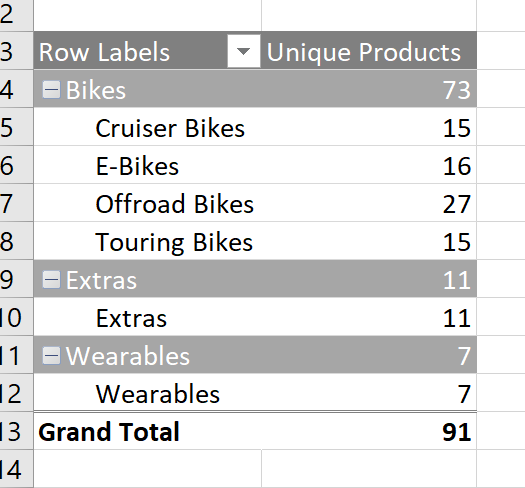 2
3 Row Labels Unique Products
4 Bikes 73
5 Cruiser Bikes 15
6 E-Bikes 16
7 Offroad Bikes 27
8 Touring Bikes 15
9 Extras 11
10 Extras 11
11 Wearables 7
12 Wearables 7
13 Grand Total 91
14